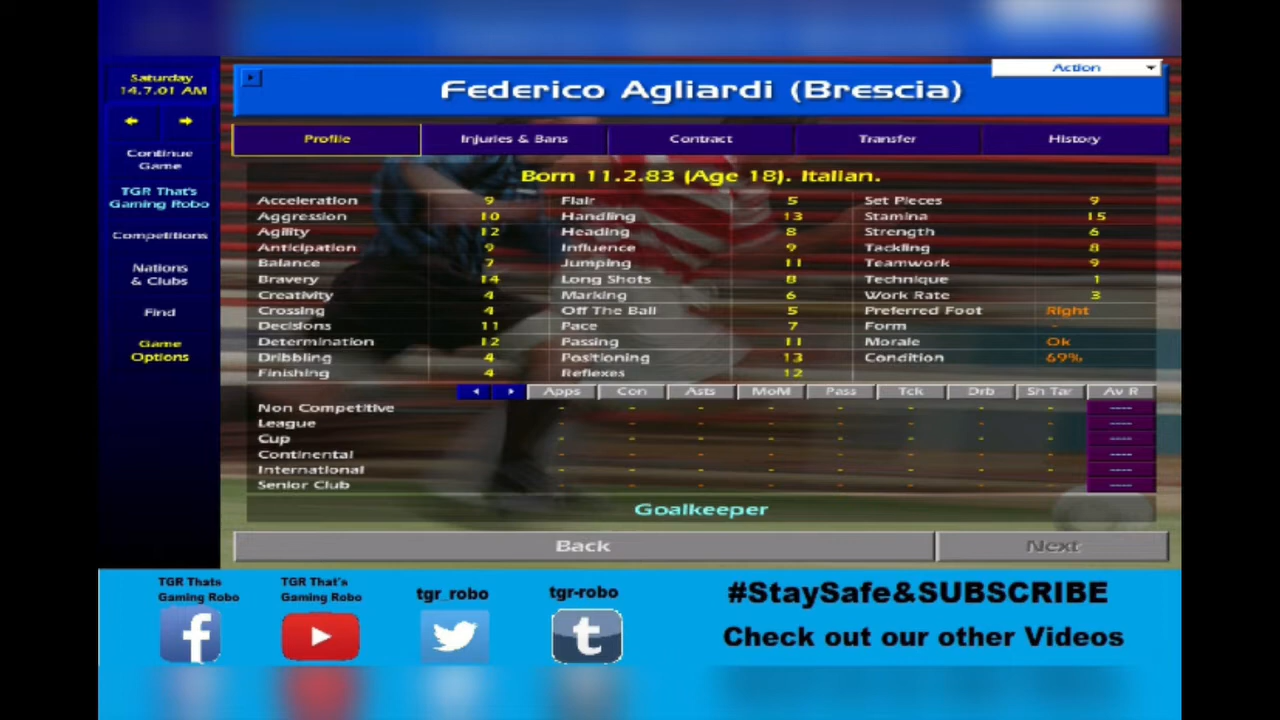 Action
Saturday
14.7.01 AM
Federico Agliardi (Brescia)
Profile Injuries & Bans Contract Transfer History
Continue
Game
TGR That's
Gaming Robo
Competitions
Nations
& Clubs
Find
Game
Options
Born 11.2.83 (Age 18). Italian.
Acceleration 9 Flair 5 Set Pieces 9
Aggression 10 Handling 13 Stamina 15
Agility 12 Heading 8 Strength 6
Anticipation 9 Influence 9 Tackling 8
Balance 7 Jumping 11 Teamwork 9
Bravery 14 Long Shots 8 Technique 1
Creativity 4 Marking 6 Work Rate 3
Crossing 4 Off The Ball 5 Preferred Foot Right
Decisions 11 Pace 7 Form -
Determination 12 Passing 11 Morale Ok
Dribbling 4 Positioning 13 Condition 69%
Finishing 4 Reflexes 12
Apps Con Asts MoM Pass Tck Drb Sh Tar Av R
Non Competitive - - - - - - - - ----
League - - - - - - - - ----
Cup - - - - - - - - ----
Continental - - - - - - - - ----
International - - - - - - - - ----
Senior Club - - - - - - - - ----
Goalkeeper
Back Next
TGR Thats
Gaming Robo
TGR That's
Gaming Robo
tgr_robo
tgr-robo
#StaySafe&SUBSCRIBE
Check out our other Videos